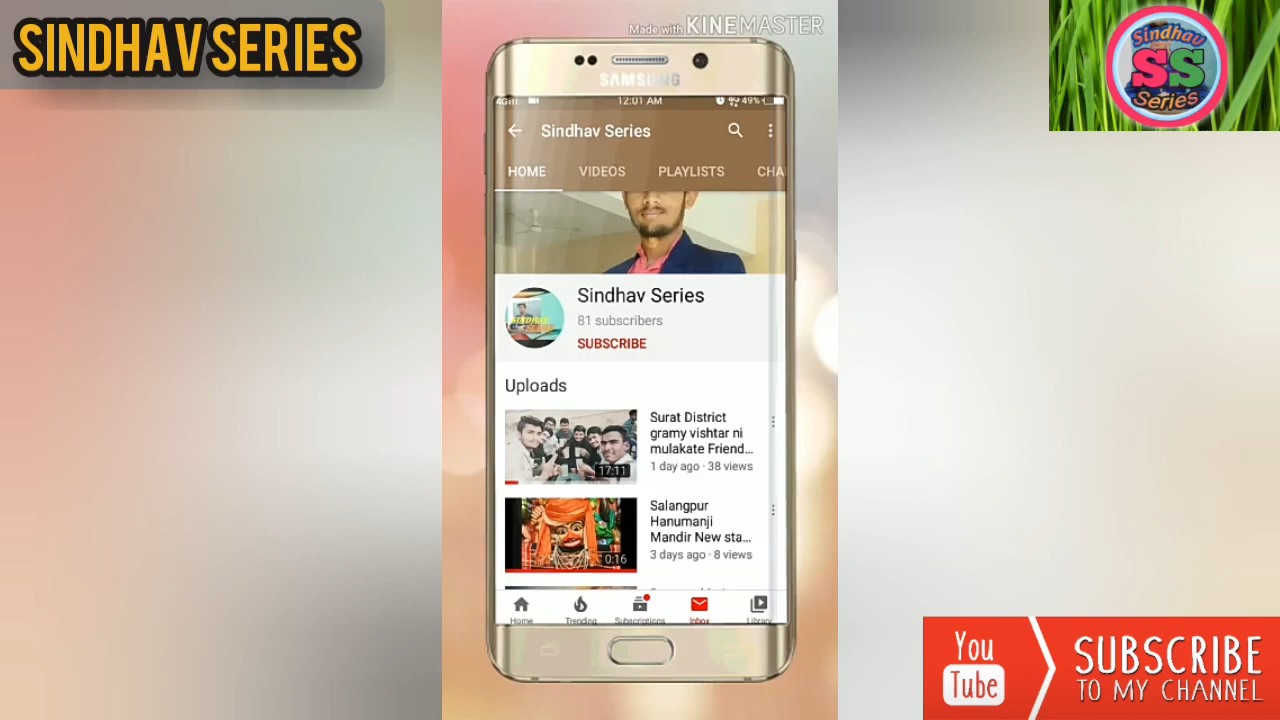 SINDHAV SERIES
Made with KINEMASTER
Sindhav
SS
Series
SAMSUNG
12:01 AM
49%
Sindhav Series
HOME VIDEOS PLAYLISTS CHA
Sindhav Series
81 subscribers
SUBSCRIBE
Uploads
Surat District
gramy vishtar ni
mulakate Friend...
1 day ago · 38 views
17:11
Salangpur
Hanumanji
Mandir New sta...
3 days ago · 8 views
0:16
Home Trending Subscriptions Inbox Library
You
Tube
SUBSCRIBE
TO MY CHANNEL